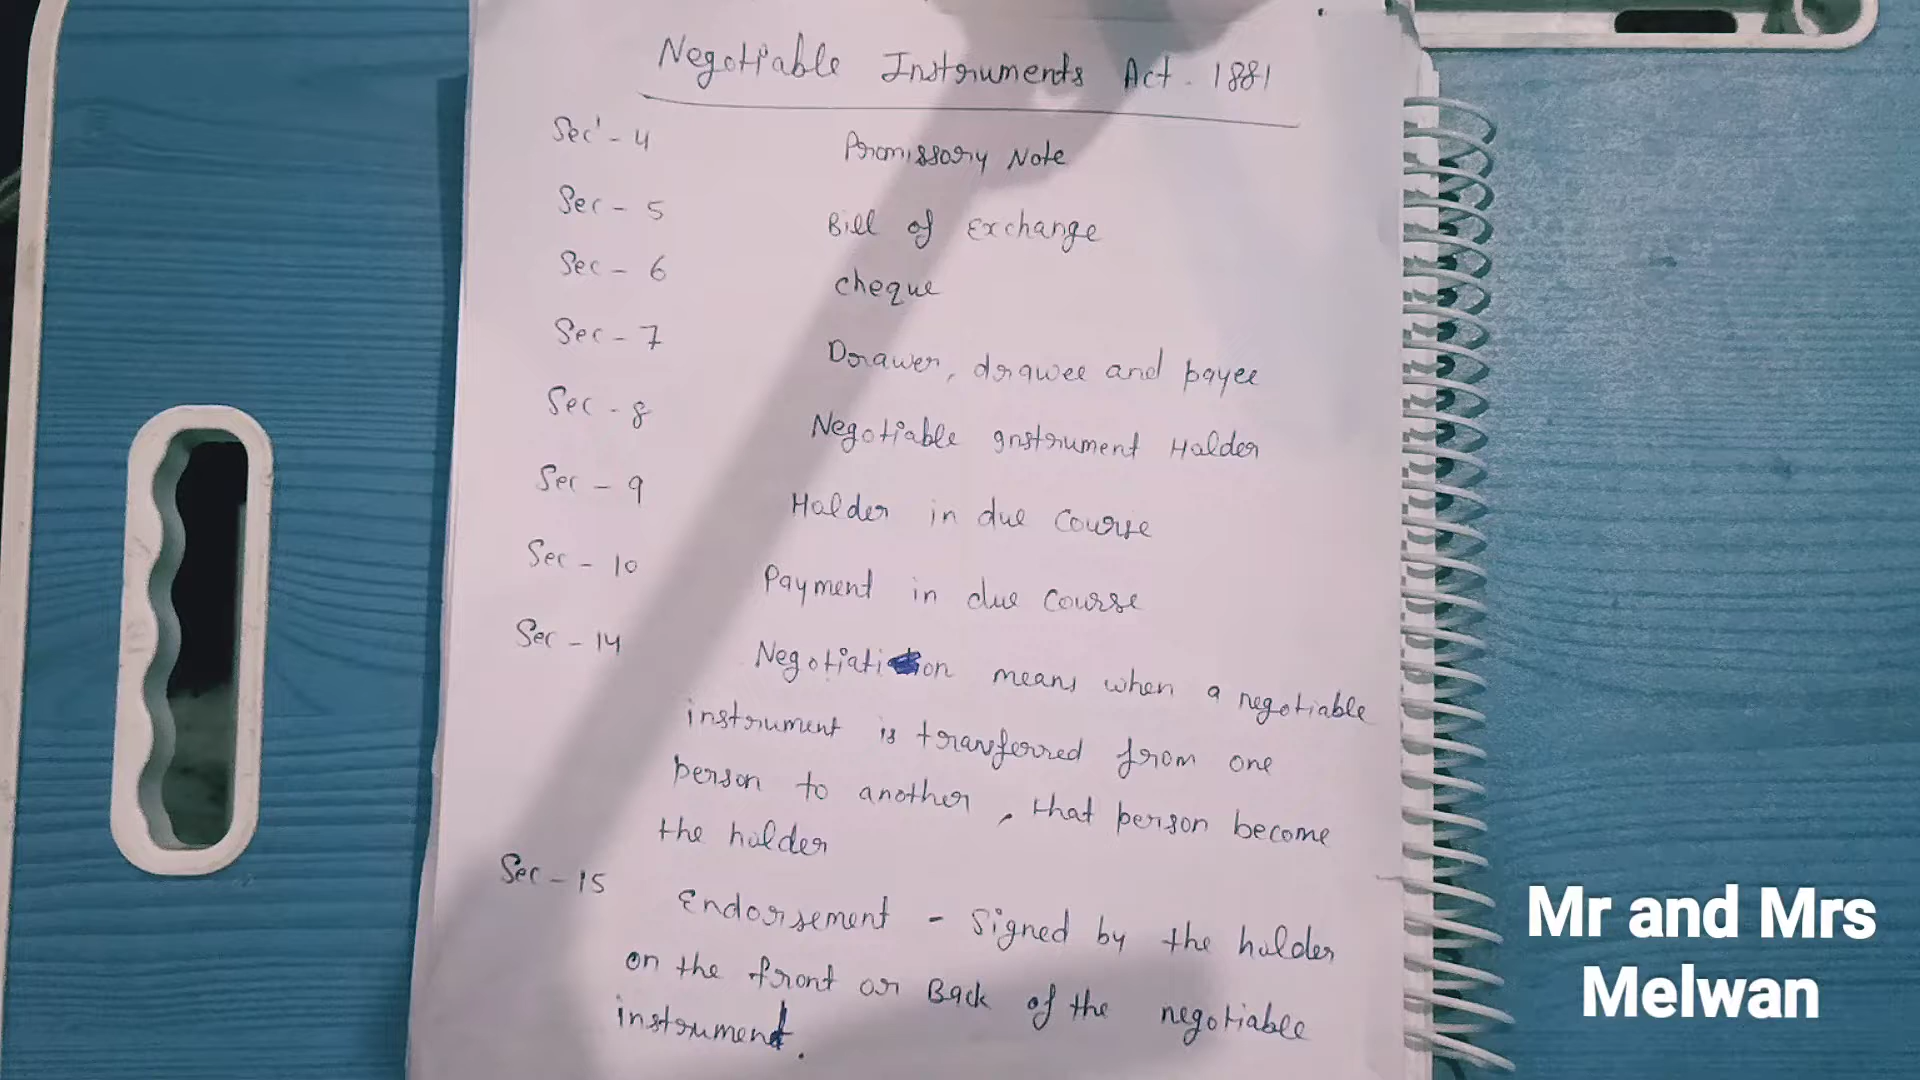 Negotiable Instruments Act - 1881
Sec - 4 Promissory Note
Sec - 5 Bill of Exchange
Sec - 6 cheque
Sec - 7 Drawer, drawee and payee
Sec - 8 Negotiable Instrument Holder
Sec - 9 Holder in due course
Sec - 10 Payment in due course
Sec - 14 Negotiation means when a negotiable
instrument is transferred from one
person to another, that person become
the holder
Sec - 15 Endorsement - Signed by the holder
on the front or Back of the negotiable
instrument.
Mr and Mrs
Melwan